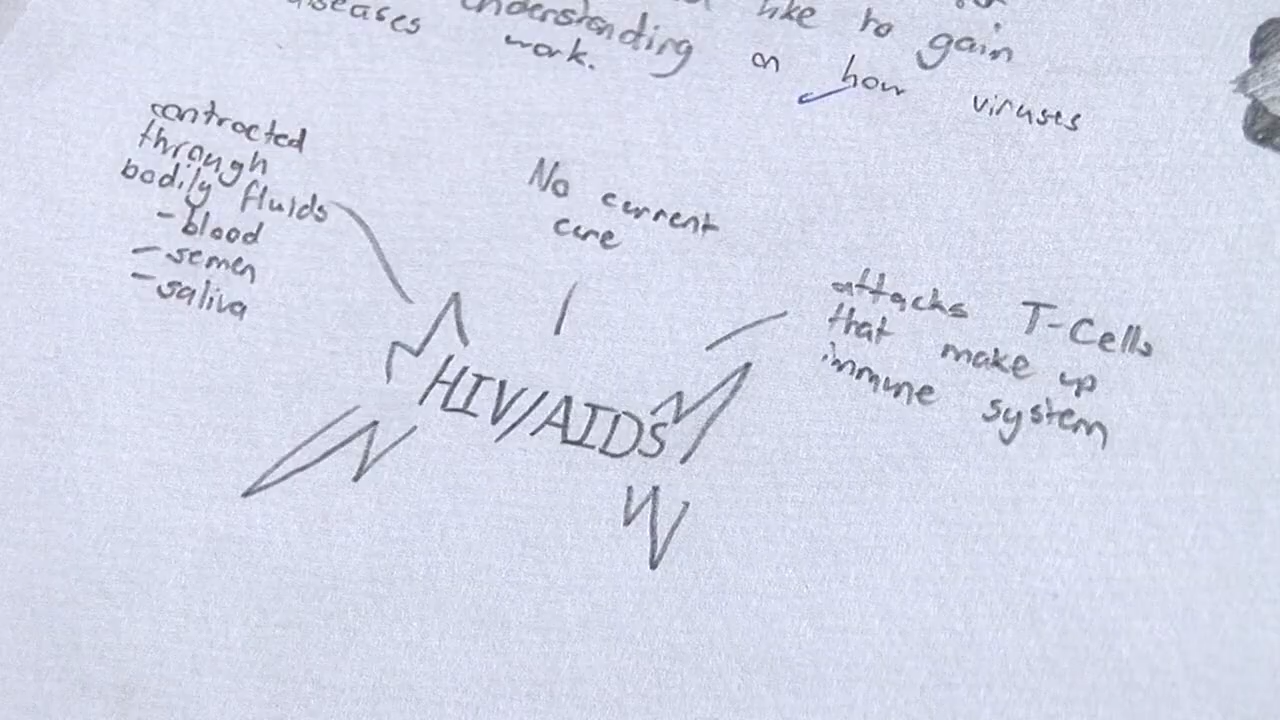 like to gain
diseases understanding on how viruses
work.
contracted
through
bodily fluids
- blood
- semen
- saliva
No current
cure
attacks T-Cells
that make up
immune system
HIV/AIDS